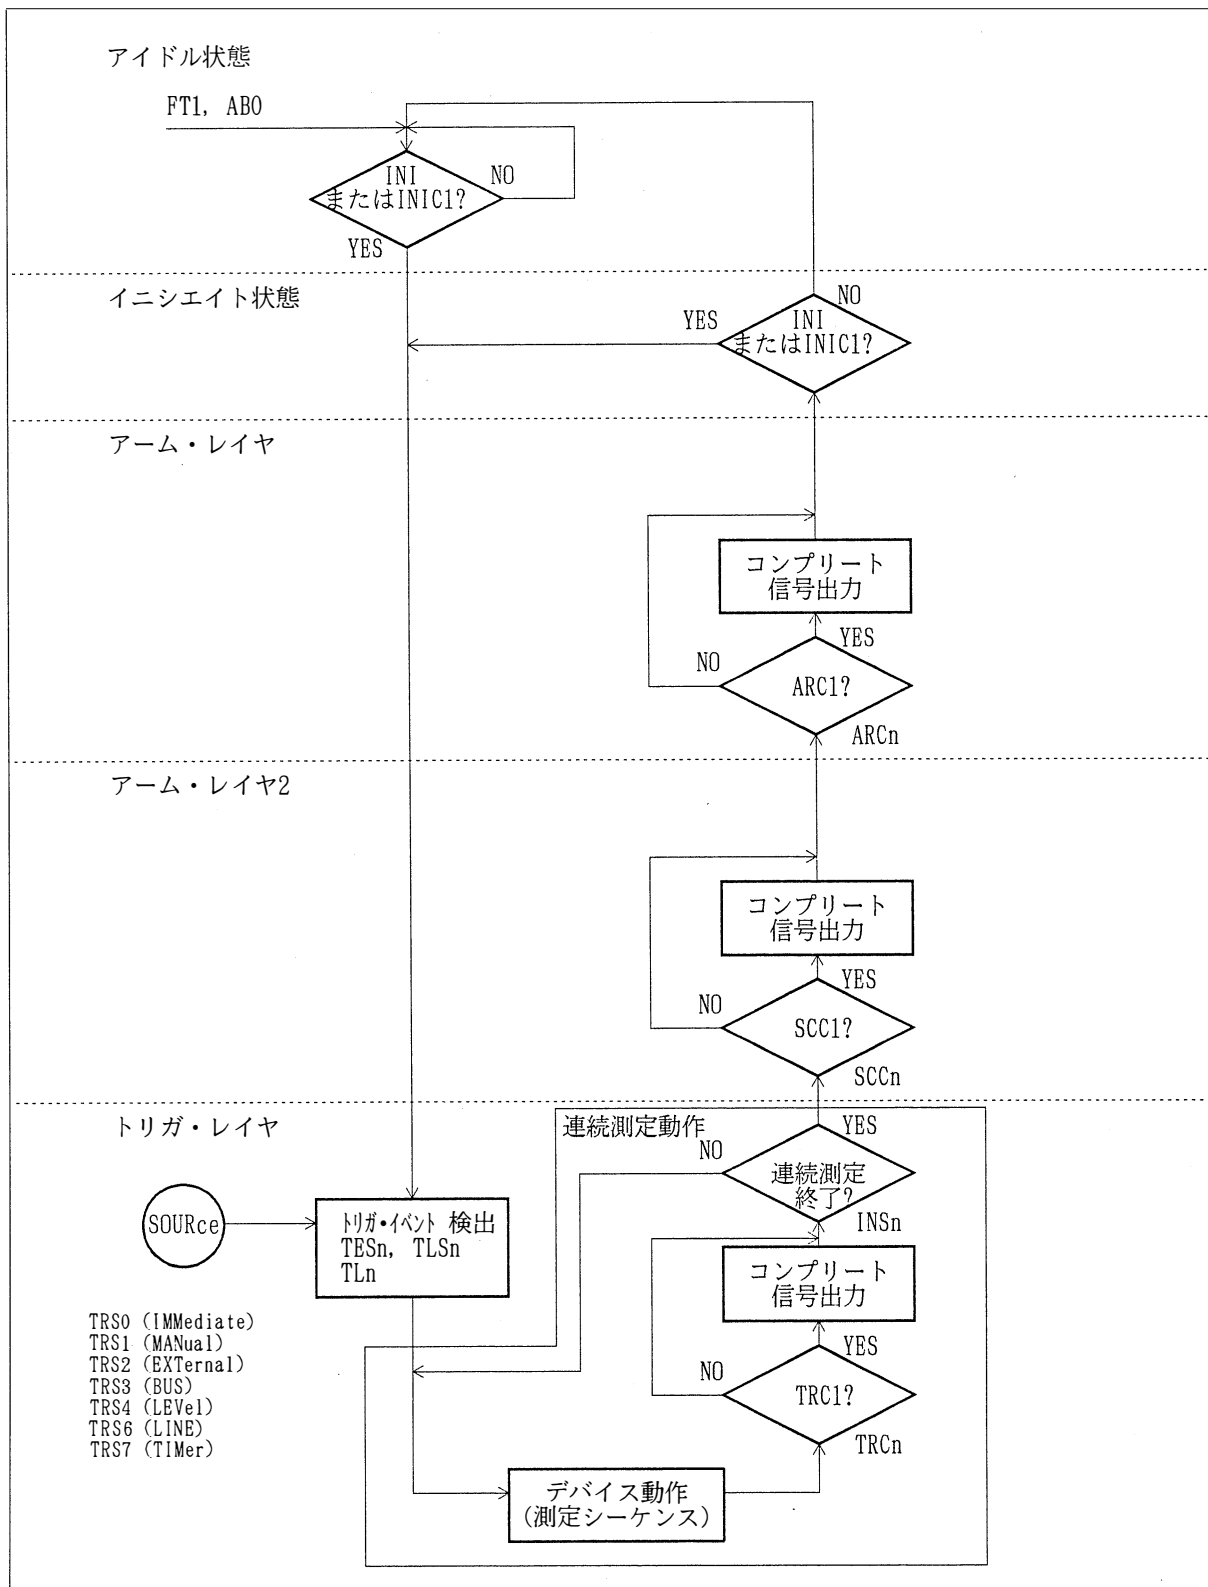 アイドル状態
FT1, ABO
INI
またはINIC1?
NO
YES
イニシエイト状態
NO
YES
INI
またはINIC1?
アーム・レイヤ
コンプリート
信号出力
YES
NO
ARC1?
ARCn
アーム・レイヤ2
コンプリート
信号出力
YES
NO
SCC1?
SCCn
トリガ・レイヤ
連続測定動作
YES
NO
連続測定
終了?
INSn
SOURce
トリガ・イベント 検出
TESn, TLSn
TLn
コンプリート
信号出力
YES
NO
TRC1?
TRCn
TRS0 (IMMediate)
TRS1 (MANual)
TRS2 (EXTernal)
TRS3 (BUS)
TRS4 (LEVel)
TRS6 (LINE)
TRS7 (TIMer)
デバイス動作
(測定シーケンス)